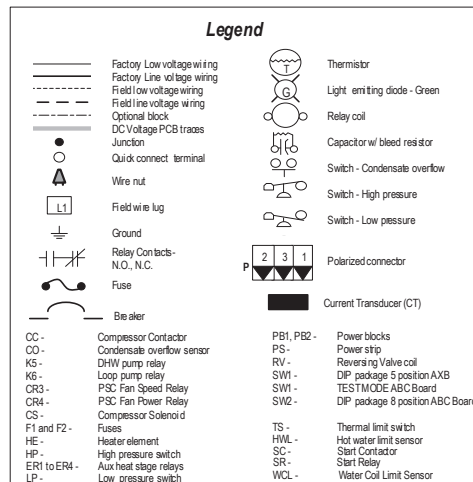 Legend
Factory Low voltage wiring
Factory Line voltage wiring
Field low voltage wiring
Field line voltage wiring
Optional block
DC Voltage PCB traces
Junction
Quick connect terminal
Wire nut
L1
Field wire lug
Ground
Relay Contacts-
N.O., N.C.
Fuse
Breaker
T
Thermistor
G
Light emitting diode - Green
Relay coil
Capacitor w/ bleed resistor
Switch - Condensate overflow
Switch - High pressure
Switch - Low pressure
P
2 3 1
Polarized connector
Current Transducer (CT)
CC - Compressor Contactor
CO - Condensate overflow sensor
K5 - DHW pump relay
K6 - Loop pump relay
CR3 - PSC Fan Speed Relay
CR4 - PSC Fan Power Relay
CS - Compressor Solenoid
F1 and F2 - Fuses
HE - Heater element
HP - High pressure switch
ER1 to ER4 - Aux heat stage relays
LP - Low pressure switch
PB1, PB2 - Power blocks
PS - Power strip
RV - Reversing Valve coil
SW1 - DIP package 5 position AXB
SW1 - TEST MODE ABC Board
SW2 - DIP package 8 position ABC Board
TS - Thermal limit switch
HWL - Hot water limit sensor
SC - Start Contactor
SR - Start Relay
WCL - Water Coil Limit Sensor